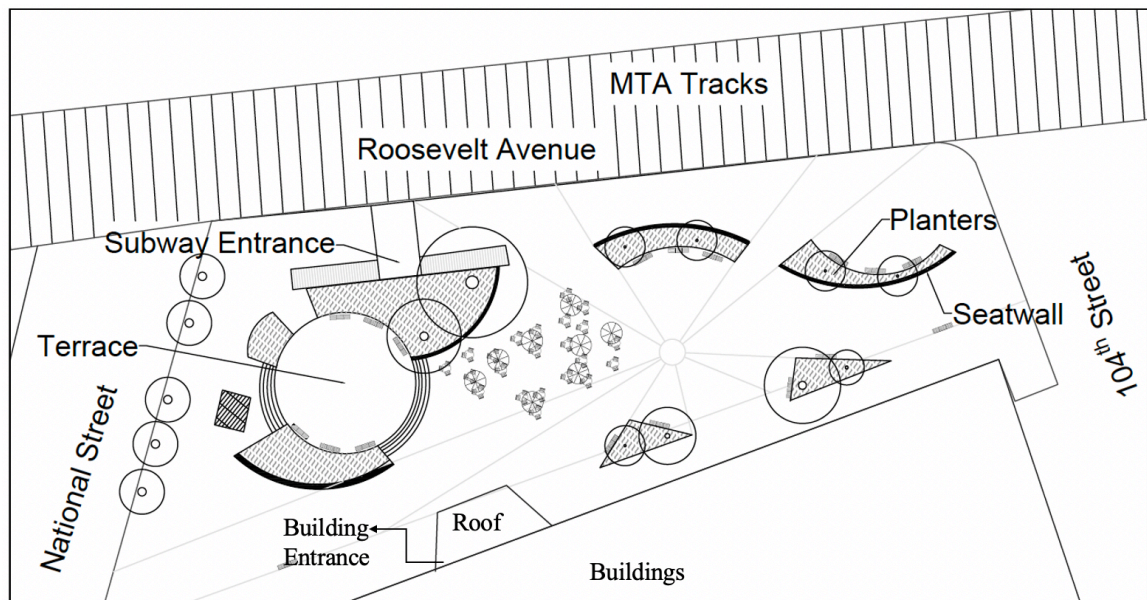 MTA Tracks
Roosevelt Avenue
Subway Entrance
Planters
Seatwall
Terrace
National Street
104th Street
Building
Entrance
Roof
Buildings